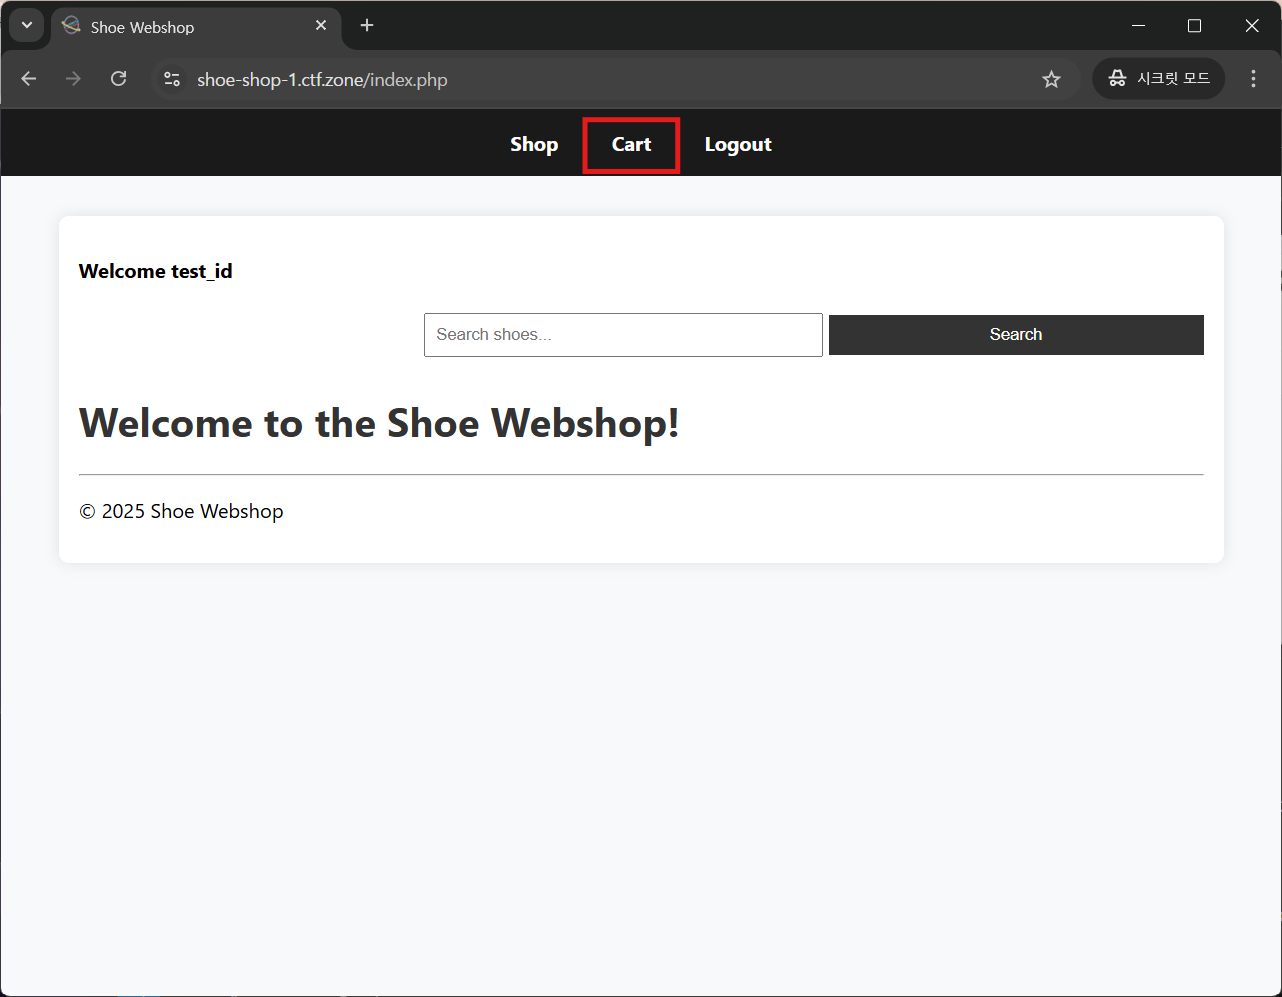 Shoe Webshop
shoe-shop-1.ctf.zone/index.php
시크릿 모드
Shop Cart Logout
Welcome test_id
Search shoes... Search
Welcome to the Shoe Webshop!
© 2025 Shoe Webshop